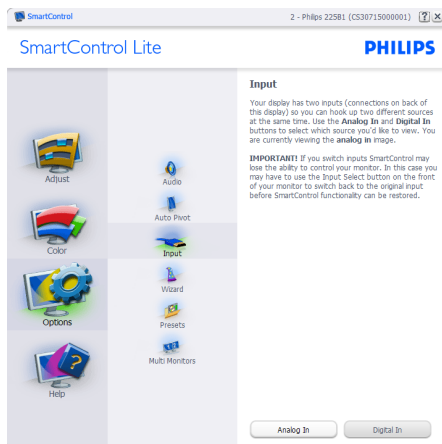 SmartControl
2 - Philips 225B1 (CS30715000001)
?
SmartControl Lite
PHILIPS
Adjust
Color
Options
Help
Audio
Auto Pivot
Input
Wizard
Presets
Multi Monitors
Input
Your display has two inputs (connections on back of
this display) so you can hook up two different sources
at the same time. Use the Analog In and Digital In
buttons to select which source you'd like to view. You
are currently viewing the analog in image.
IMPORTANT! If you switch inputs SmartControl may
lose the ability to control your monitor. In this case you
may have to use the Input Select button on the front
of your monitor to switch back to the original input
before SmartControl functionality can be restored.
Analog In
Digital In